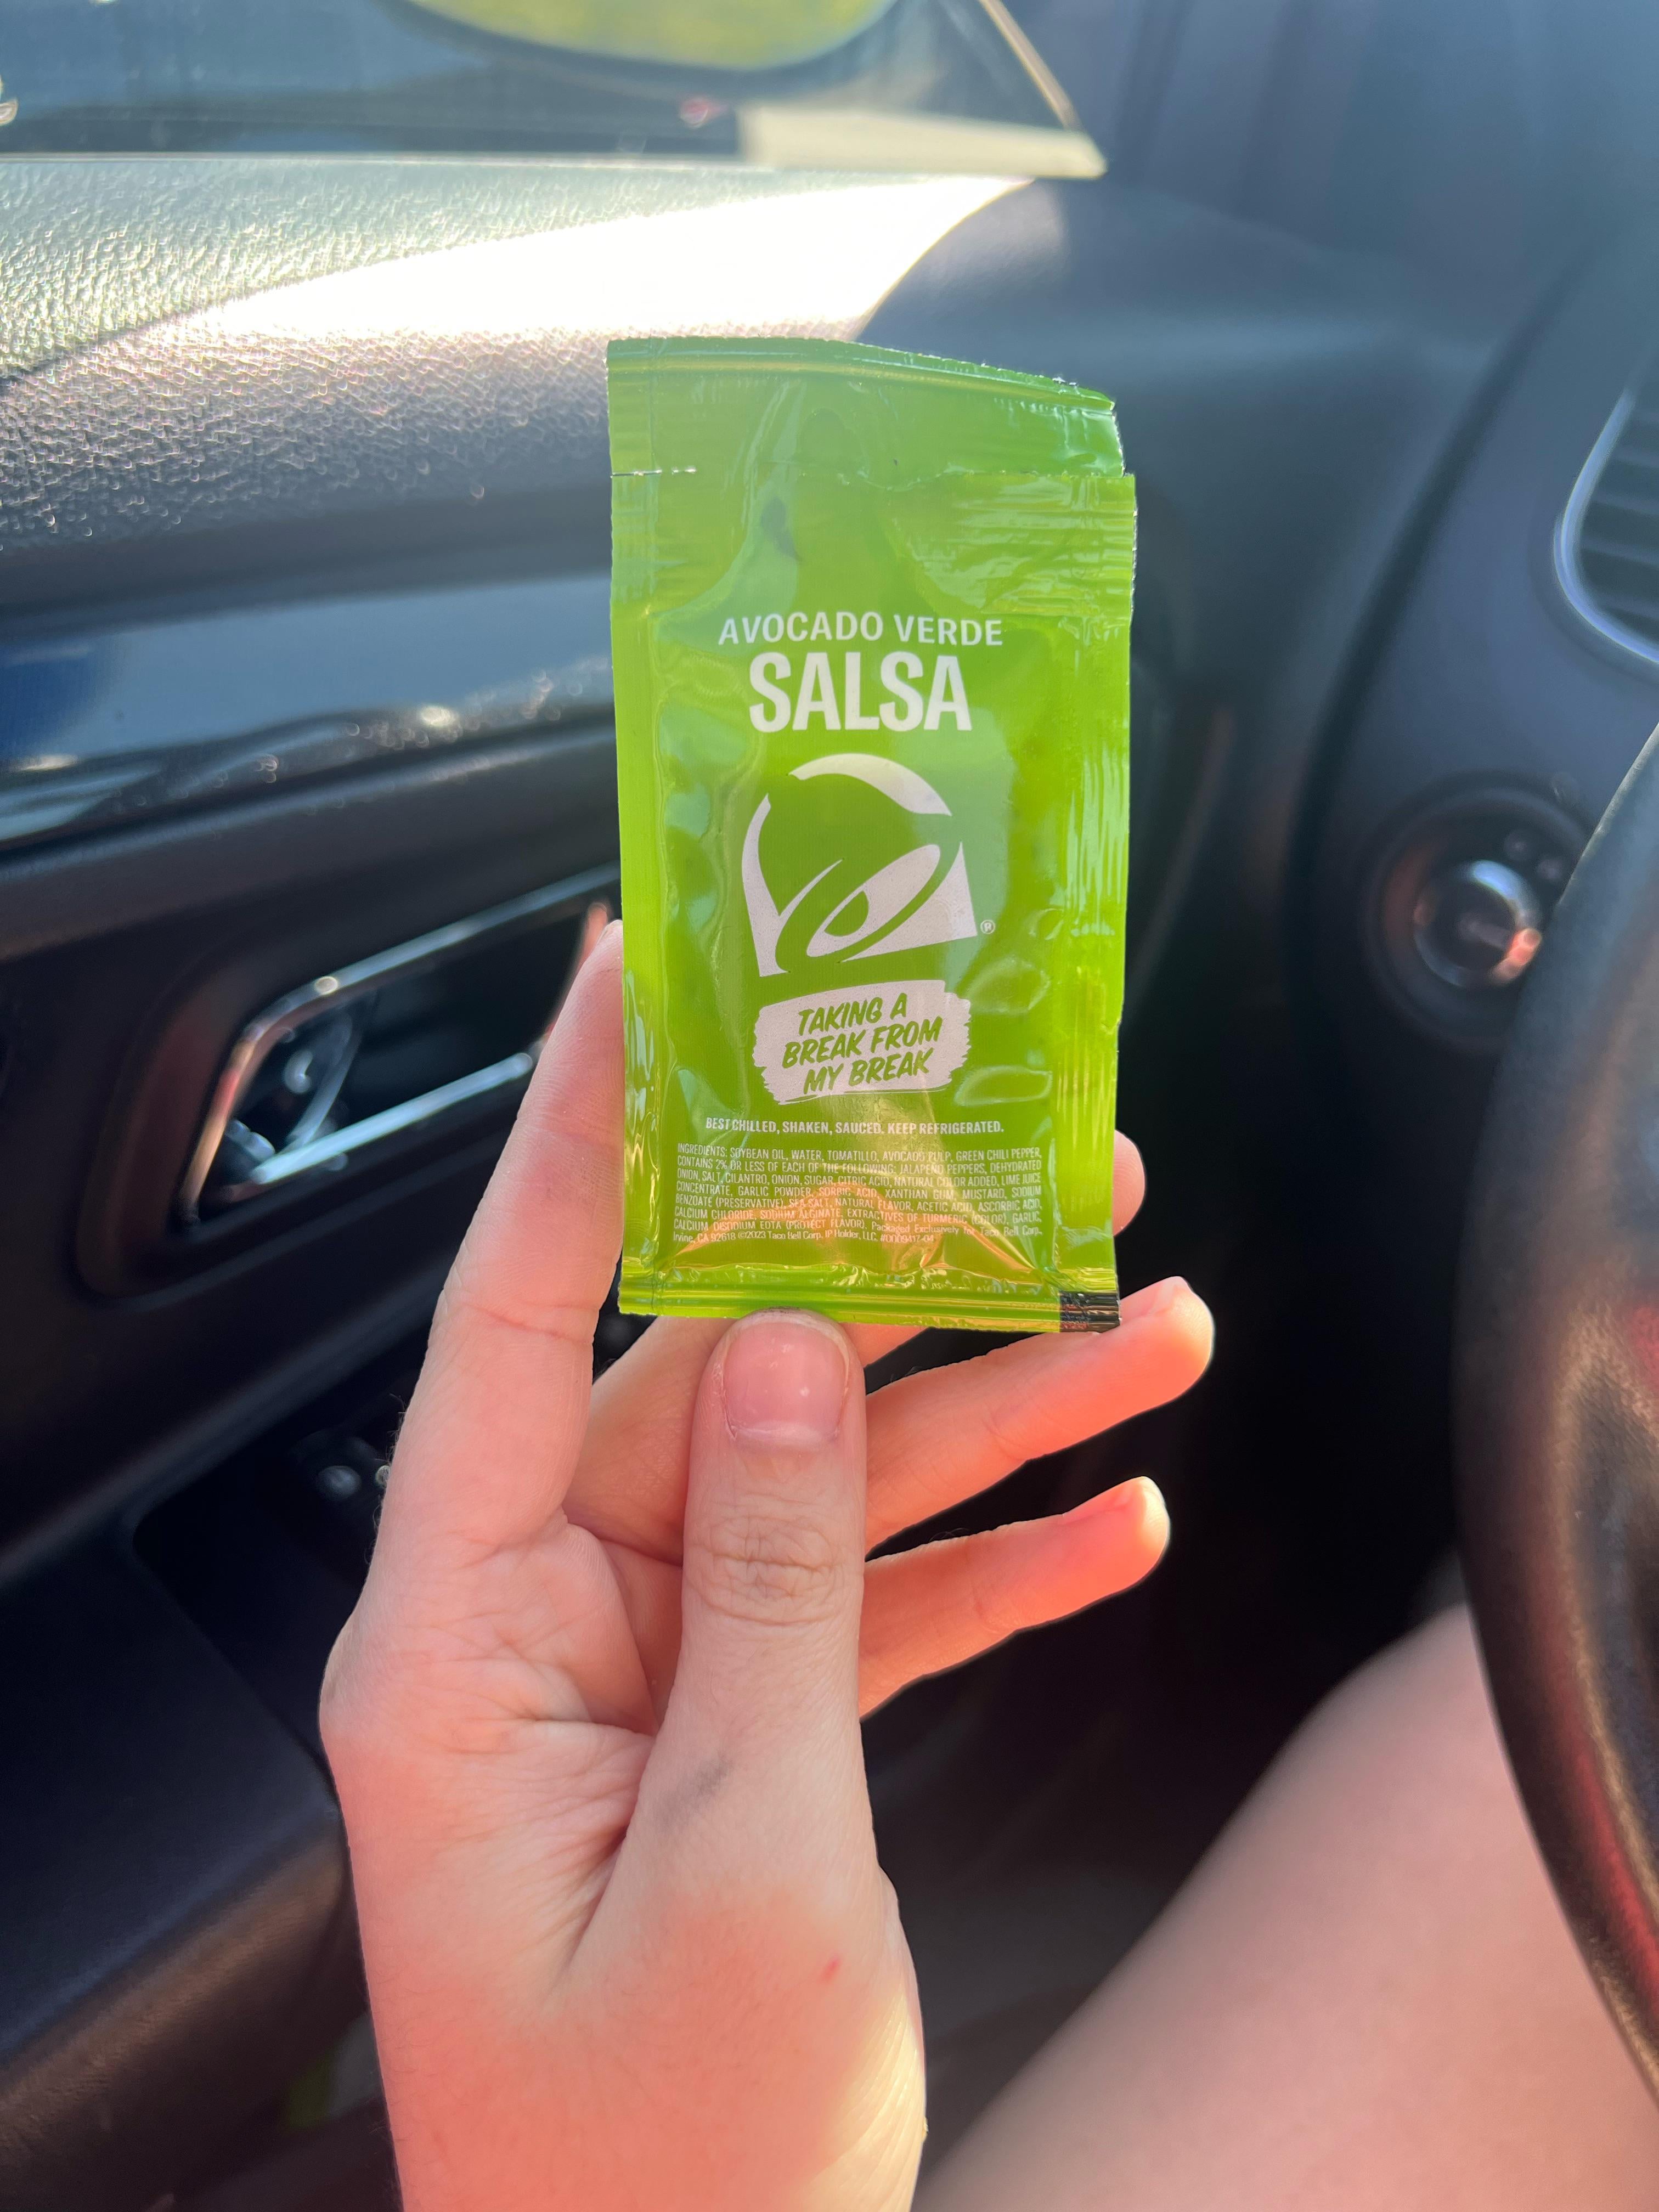 AVOCADO VERDE
SALSA
®
TAKING A
BREAK FROM
MY BREAK
BEST CHILLED, SHAKEN, SAUCED. KEEP REFRIGERATED.
INGREDIENTS: SOYBEAN OIL, WATER, TOMATILLO, AVOCADO PULP, GREEN CHILI PEPPER,
CONTAINS 2% OR LESS OF EACH OF THE FOLLOWING: JALAPENO PEPPERS, DEHYDRATED
ONION, SALT, CILANTRO, ONION, SUGAR, CITRIC ACID, NATURAL COLOR ADDED, LIME JUICE
CONCENTRATE, GARLIC POWDER, SORBIC ACID, XANTHAN GUM, MUSTARD, SODIUM
BENZOATE (PRESERVATIVE), SEA SALT, NATURAL FLAVOR, ACETIC ACID, ASCORBIC ACID,
CALCIUM CHLORIDE, SODIUM ALGINATE, EXTRACTIVES OF TURMERIC (COLOR), GARLIC,
CALCIUM DISODIUM EDTA (PROTECT FLAVOR). Packaged Exclusively for Taco Bell Corp.,
Irvine, CA 92618 ©2023 Taco Bell Corp. IP Holder, LLC. #0009417-04